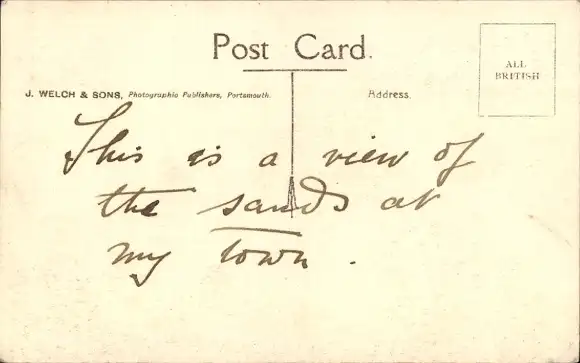 Post Card.
ALL
BRITISH
J. WELCH & SONS, Photographic Publishers, Portsmouth.
Address.
This is a view of
the sands at
my town.